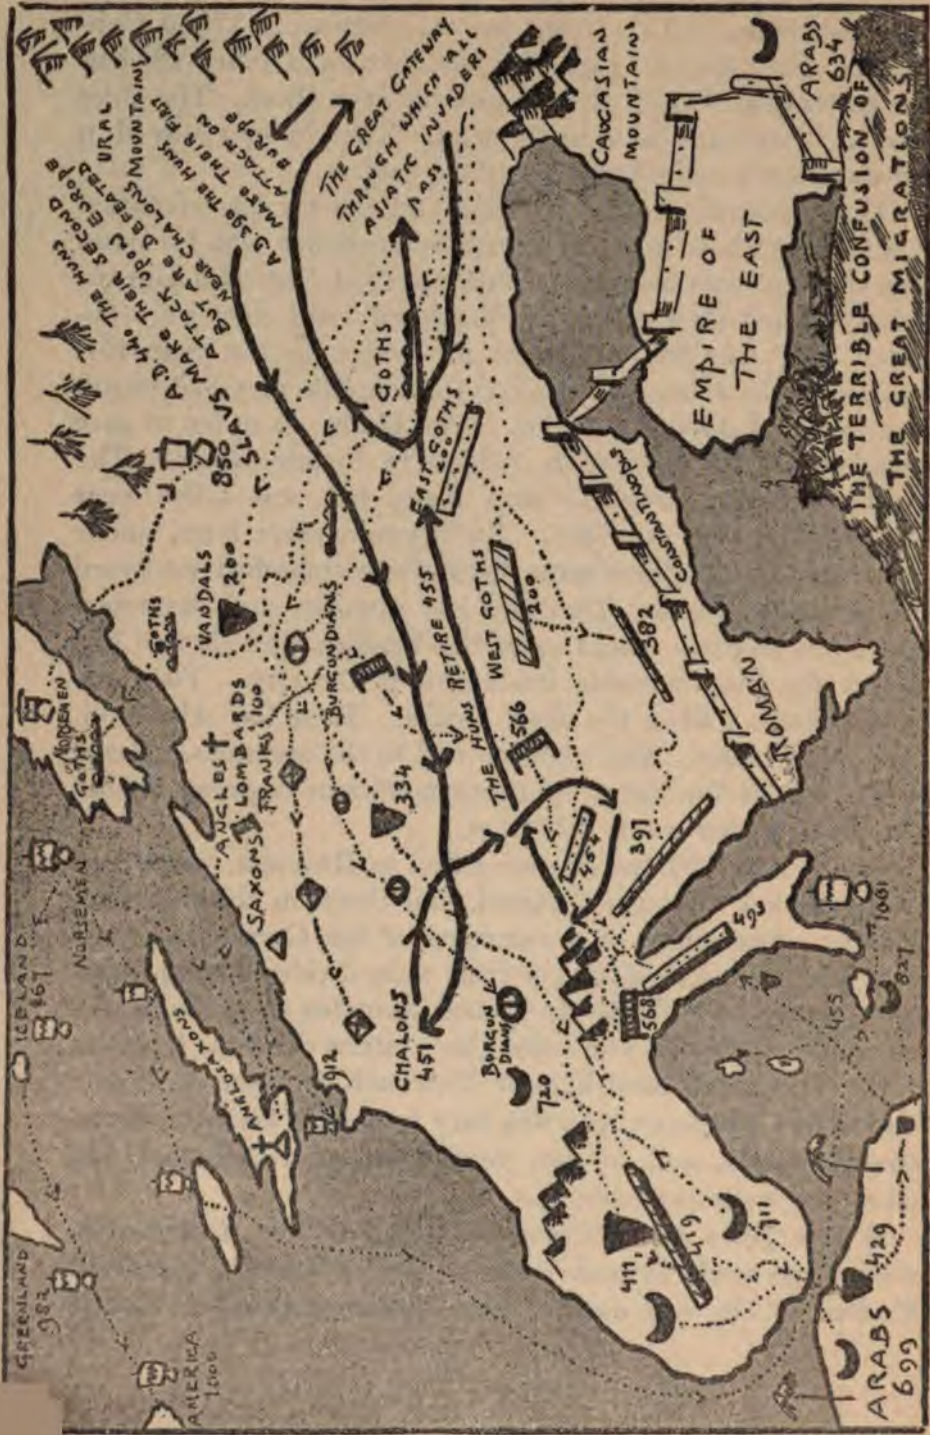 THE TERRIBLE CONFUSION OF
THE GREAT MIGRATIONS
GREENLAND
982
AMERICA
1000
ICELAND
867
NORSEMEN
NORSEMEN
GOTHS
ANGLO SAXONS
ANGLES
LOMBARDS
FRANKS 100
SAXONS
912
GOTHS
VANDALS
200
SLAVS
850
BURGUNDIANS
334
CHALONS
451
BORGUN
DIANS
720
A.D. 440 THE HUNS
MAKE THEIR SECOND
ATTACK UPON EUROPE
BUT ARE DEFEATED
NEAR CHALONS
URAL
MOUNTAINS
A.D. 390 THE HUNS
MAKE THEIR FIRST
ATTACK ON
EUROPE
THE GREAT GATEWAY
THROUGH WHICH ALL
ASIATIC INVADERS
PASS
GOTHS
EAST GOTHS
200
THE HUNS RETIRE 455
WEST GOTHS
200
566
382
454
397
493
568
CONSTANTINOPLE
ROMAN
EMPIRE OF
THE EAST
CAUCASIAN
MOUNTAINS
ARABS
634
411
419
711
429
455
827
1001
ARABS
699